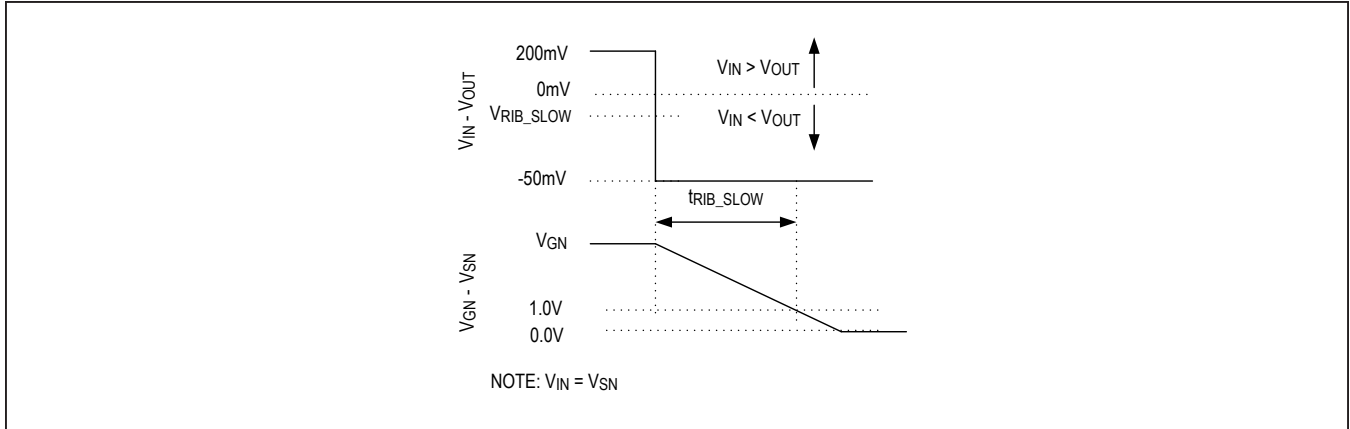 200mV
VIN > VOUT
0mV
VRIB_SLOW
VIN < VOUT
VIN - VOUT
-50mV
tRIB_SLOW
VGN
VGN - VSN
1.0V
0.0V
NOTE: VIN = VSN